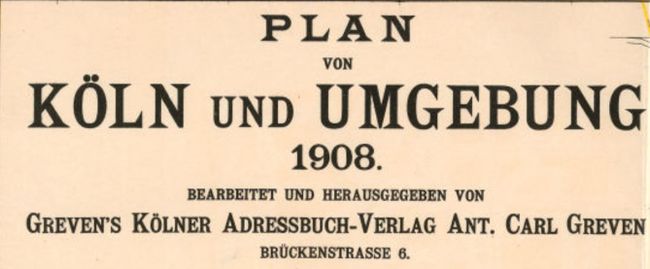 PLAN
VON
KÖLN UND UMGEBUNG
1908.
BEARBEITET UND HERAUSGEGEBEN VON
GREVEN'S KÖLNER ADRESSBUCH-VERLAG ANT. CARL GREVEN
BRÜCKENSTRASSE 6.